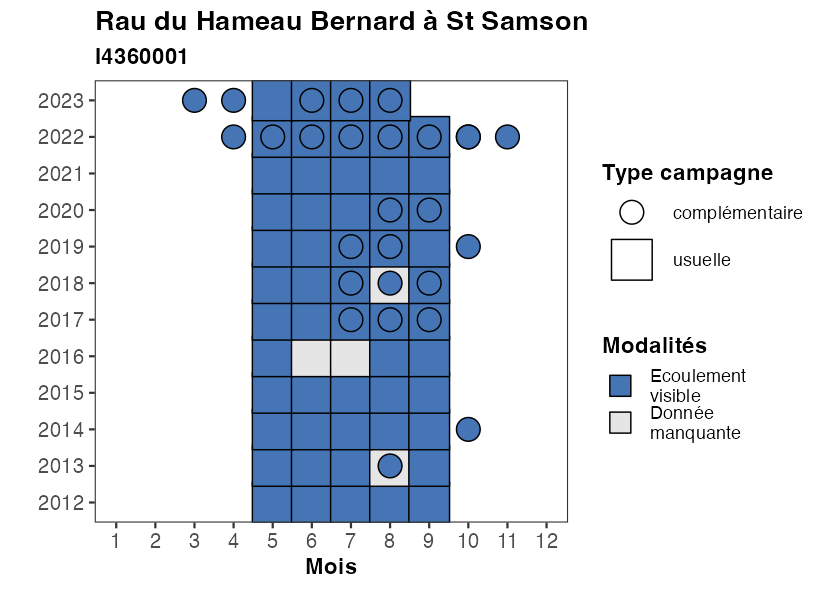 Rau du Hameau Bernard à St Samson
I4360001
2023
2022
2021
2020
2019
2018
2017
2016
2015
2014
2013
2012
1 2 3 4 5 6 7 8 9 10 11 12
Mois
Type campagne
complémentaire
usuelle
Modalités
Ecoulement
visible
Donnée
manquante